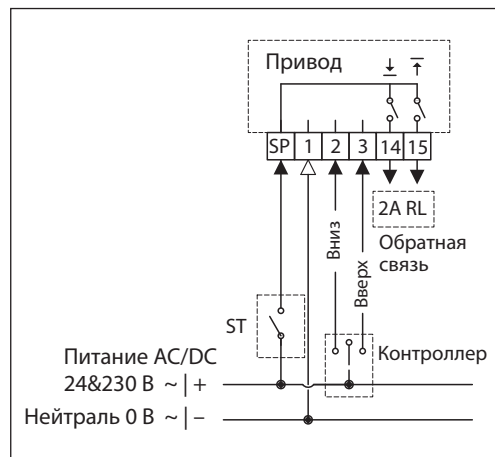 Привод
SP 1 2 3 14 15
2A RL
Обратная
связь
Вниз
Вверх
ST
Контроллер
Питание AC/DC
24&230 В ~ | +
Нейтраль 0 В ~ | –